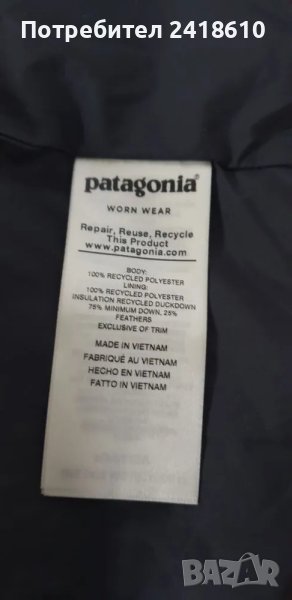 Потребител 2418610
patagonia®
WORN WEAR
Repair, Reuse, Recycle
This Product
www.patagonia.com
BODY:
100% RECYCLED POLYESTER
LINING:
100% RECYCLED POLYESTER
INSULATION RECYCLED DUCKDOWN
75% MINIMUM DOWN, 25%
FEATHERS
EXCLUSIVE OF TRIM
MADE IN VIETNAM
FABRIQUÉ AU VIETNAM
HECHO EN VIETNAM
FATTO IN VIETNAM
BAZAR